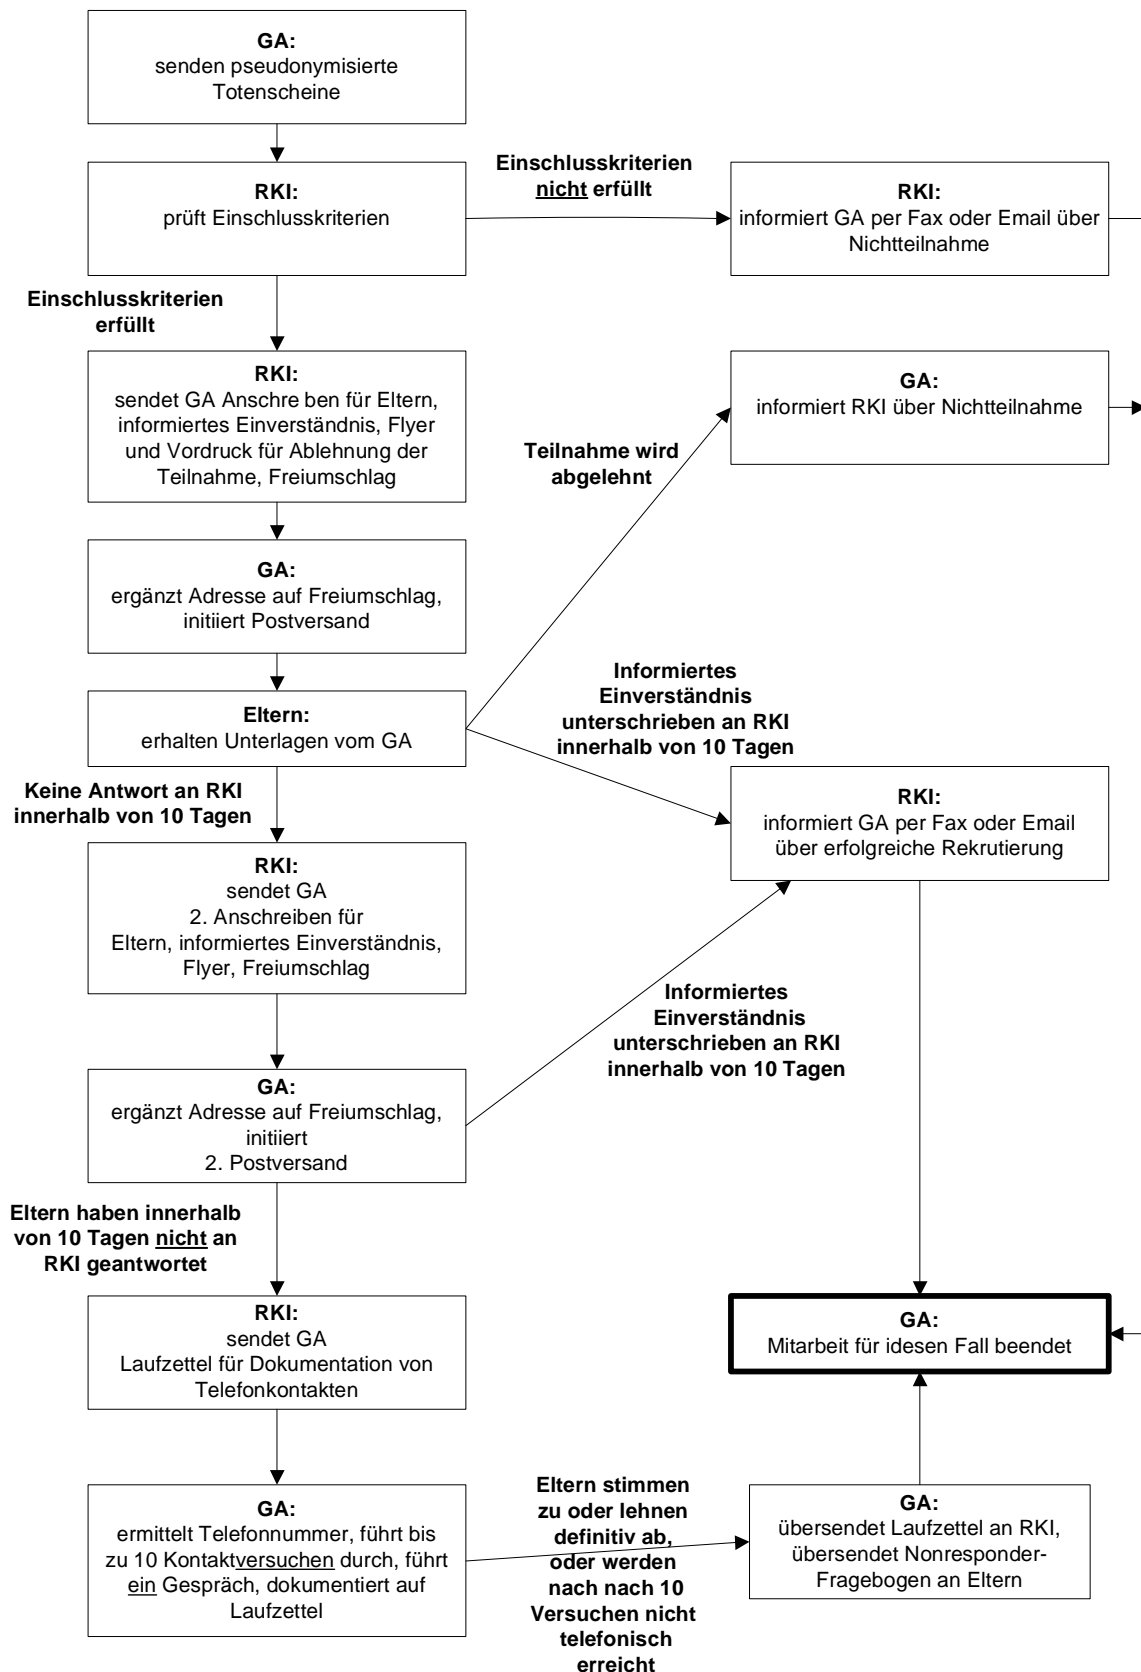 GA:
senden pseudonymisierte
Totenscheine
RKI:
prüft Einschlusskriterien
Einschlusskriterien
nicht erfüllt
RKI:
informiert GA per Fax oder Email über
Nichtteilnahme
Einschlusskriterien
erfüllt
RKI:
sendet GA Anschre ben für Eltern,
informiertes Einverständnis, Flyer
und Vordruck für Ablehnung der
Teilnahme, Freiumschlag
GA:
informiert RKI über Nichtteilnahme
Teilnahme wird
abgelehnt
GA:
ergänzt Adresse auf Freiumschlag,
initiiert Postversand
Eltern:
erhalten Unterlagen vom GA
Informiertes
Einverständnis
unterschrieben an RKI
innerhalb von 10 Tagen
Keine Antwort an RKI
innerhalb von 10 Tagen
RKI:
informiert GA per Fax oder Email
über erfolgreiche Rekrutierung
RKI:
sendet GA
2. Anschreiben für
Eltern, informiertes Einverständnis,
Flyer, Freiumschlag
Informiertes
Einverständnis
unterschrieben an RKI
innerhalb von 10 Tagen
GA:
ergänzt Adresse auf Freiumschlag,
initiiert
2. Postversand
Eltern haben innerhalb
von 10 Tagen nicht an
RKI geantwortet
RKI:
sendet GA
Laufzettel für Dokumentation von
Telefonkontakten
GA:
Mitarbeit für idesen Fall beendet
GA:
ermittelt Telefonnummer, führt bis
zu 10 Kontaktversuchen durch, führt
ein Gespräch, dokumentiert auf
Laufzettel
Eltern stimmen
zu oder lehnen
definitiv ab,
oder werden
nach nach 10
Versuchen nicht
telefonisch
erreicht
GA:
übersendet Laufzettel an RKI,
übersendet Nonresponder-
Fragebogen an Eltern